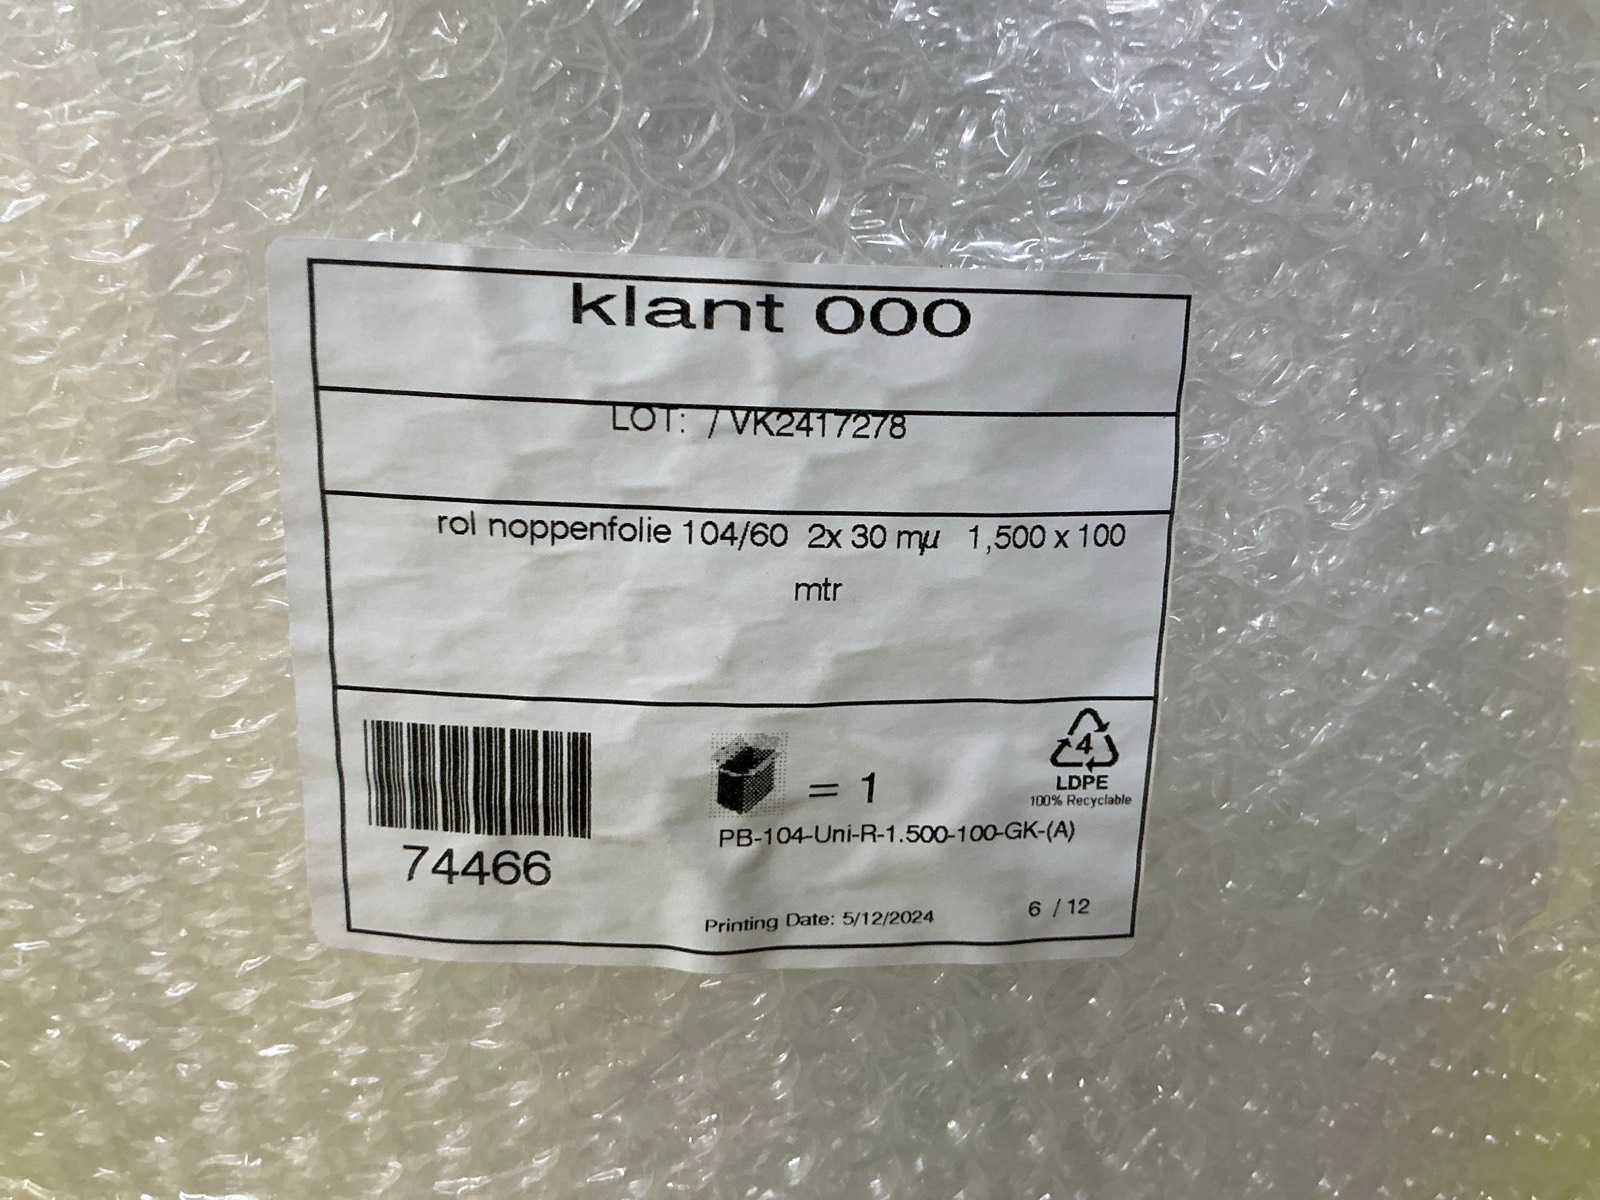 klant 000
LOT: / VK2417278
rol noppenfolie 104/60 2x 30 mμ 1,500 x 100
mtr
4
LDPE
100% Recyclable
= 1
PB-104-Uni-R-1.500-100-GK-(A)
74466
Printing Date: 5/12/2024
6 / 12